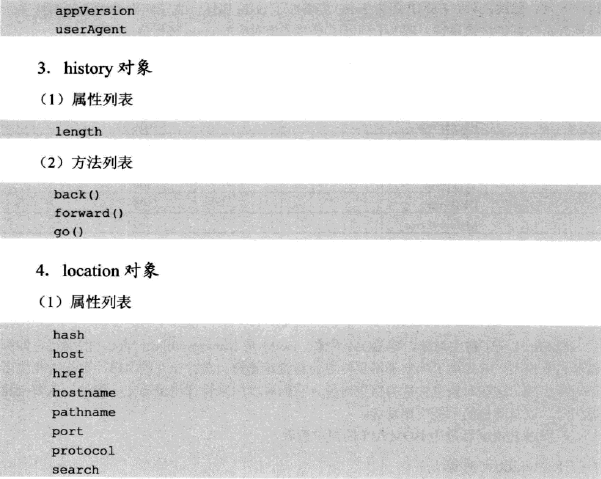 appVersion
userAgent
3. history 对象
（1）属性列表
length
（2）方法列表
back()
forward()
go()
4. location 对象
（1）属性列表
hash
host
href
hostname
pathname
port
protocol
search